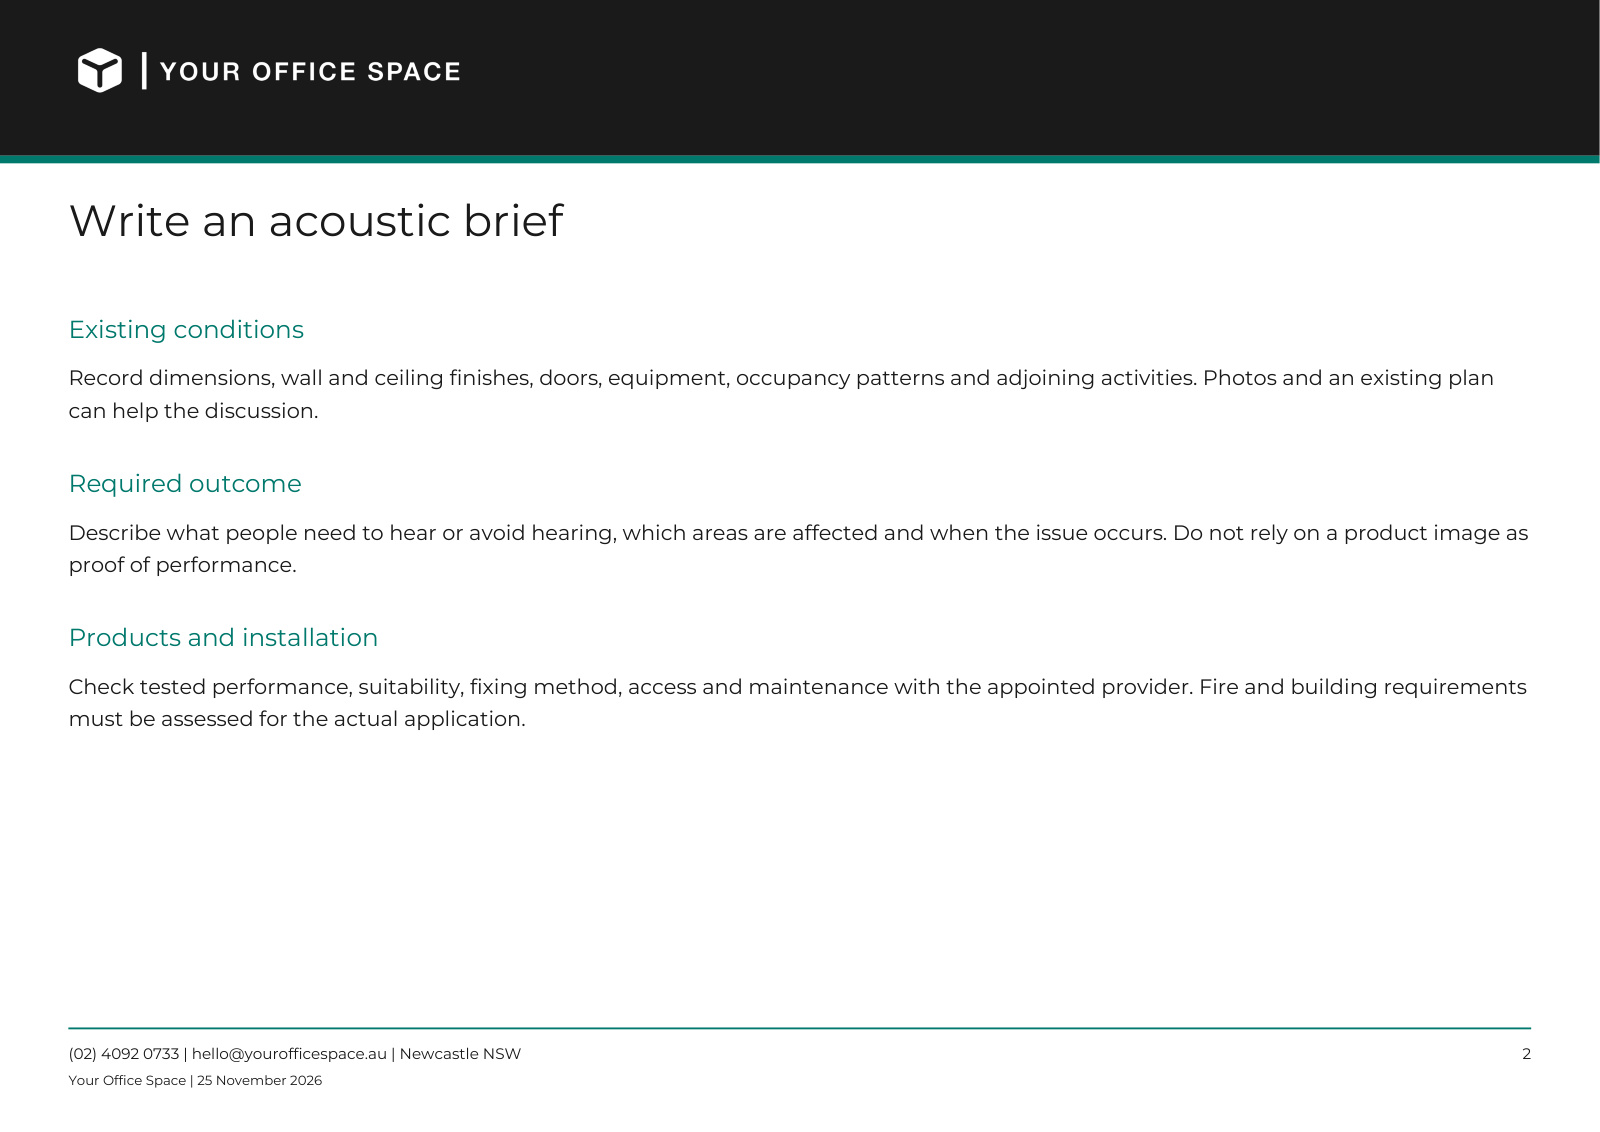 YOUR OFFICE SPACE
Write an acoustic brief
Existing conditions
Record dimensions, wall and ceiling finishes, doors, equipment, occupancy patterns and adjoining activities. Photos and an existing plan
can help the discussion.
Required outcome
Describe what people need to hear or avoid hearing, which areas are affected and when the issue occurs. Do not rely on a product image as
proof of performance.
Products and installation
Check tested performance, suitability, fixing method, access and maintenance with the appointed provider. Fire and building requirements
must be assessed for the actual application.
(02) 4092 0733 | hello@yourofficespace.au | Newcastle NSW
2
Your Office Space | 25 November 2026